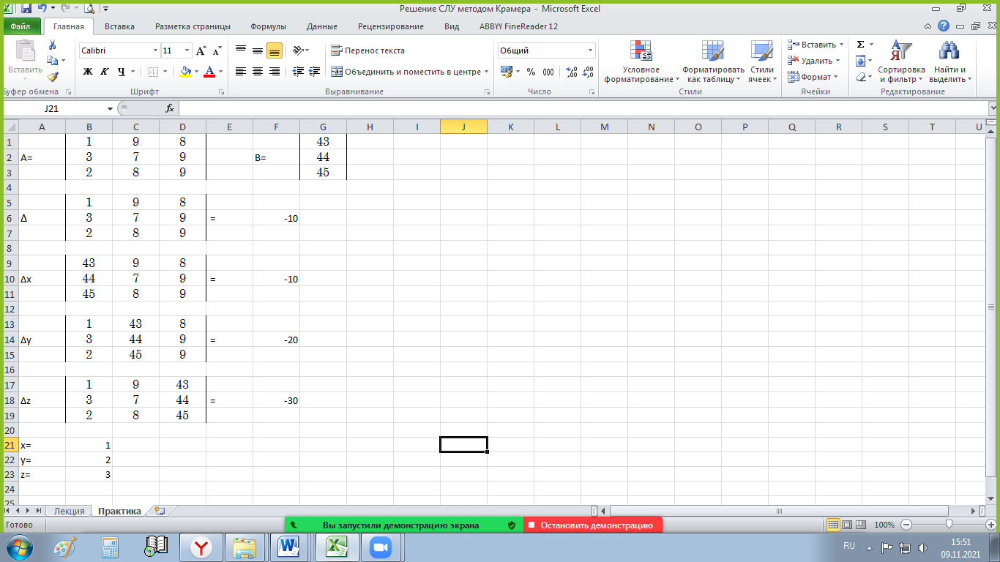 Решение СЛУ методом Крамера - Microsoft Excel
Файл Главная Вставка Разметка страницы Формулы Данные Рецензирование Вид ABBYY FineReader 12
Вставить
Calibri 11
Ж К Ч
Перенос текста
Объединить и поместить в центре
Общий
% 000
Условное форматирование
Форматировать как таблицу
Стили ячеек
Вставить
Удалить
Формат
Σ
Сортировка и фильтр
Найти и выделить
Буфер обмена Шрифт Выравнивание Число Стили Ячейки Редактирование
J21 fx
A B C D E F G H I J K L M N O P Q R S T U
1 1 9 8 43
2 A= 3 7 9 B= 44
3 2 8 9 45
4
5 1 9 8
6 Δ 3 7 9 = -10
7 2 8 9
8
9 43 9 8
10 Δx 44 7 9 = -10
11 45 8 9
12
13 1 43 8
14 Δy 3 44 9 = -20
15 2 45 9
16
17 1 9 43
18 Δz 3 7 44 = -30
19 2 8 45
20
21 x= 1
22 y= 2
23 z= 3
24
25
Лекция Практика
Готово
Вы запустили демонстрацию экрана Остановить демонстрацию
100%
RU
15:51
09.11.2021